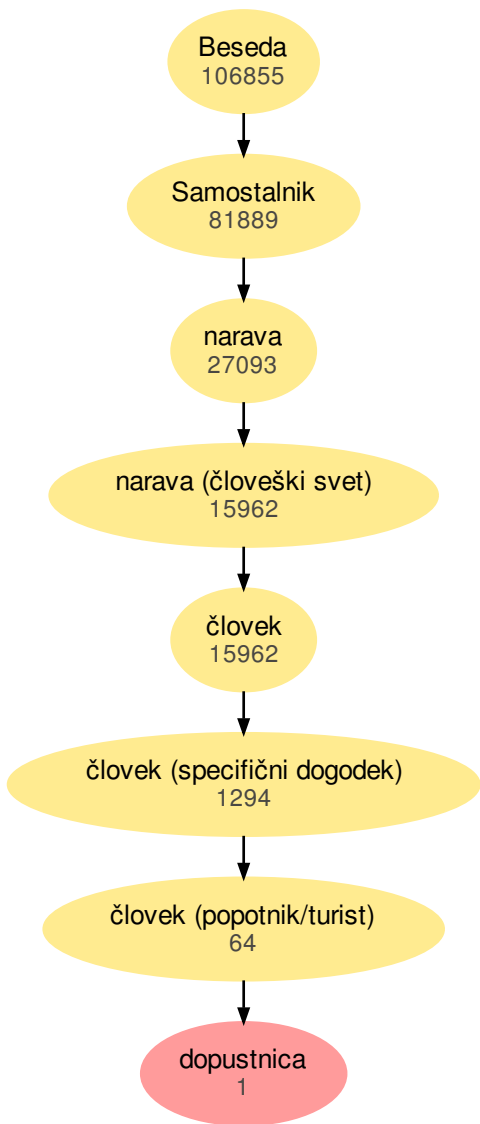 Beseda
106855
Samostalnik
81889
narava
27093
narava (človeški svet)
15962
človek
15962
človek (specifični dogodek)
1294
človek (popotnik/turist)
64
dopustnica
1